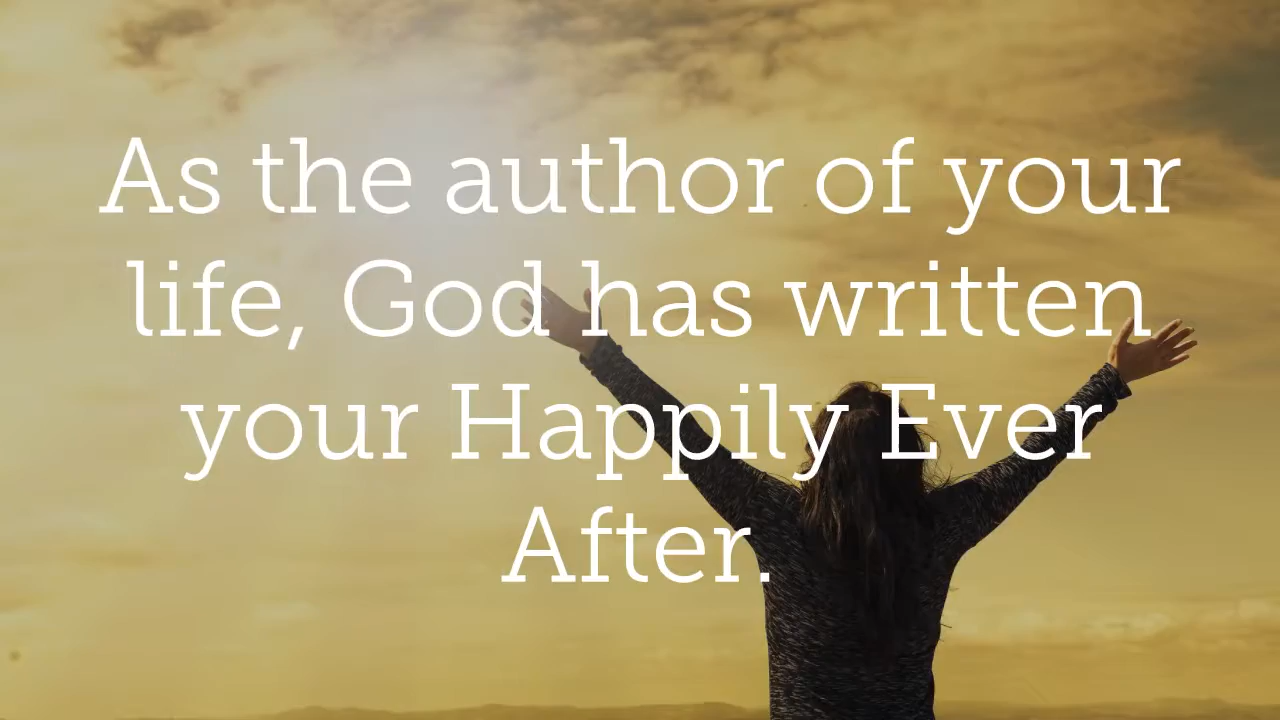 As the author of your
life, God has written
your Happily Ever
After.